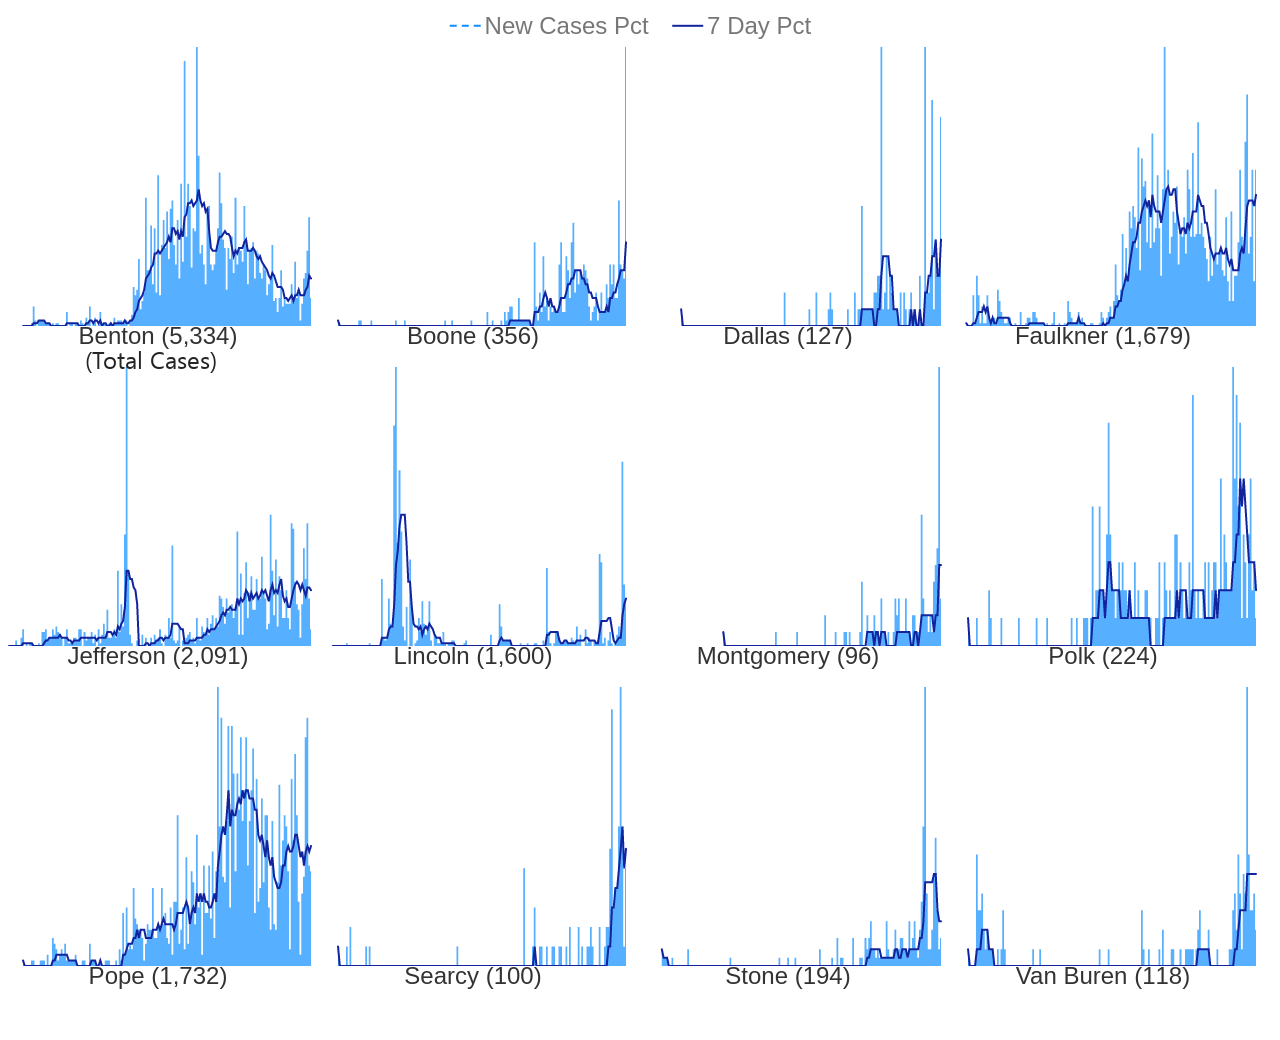 New Cases Pct 7 Day Pct
Benton (5,334) Boone (356) Dallas (127) Faulkner (1,679)
(Total Cases)
Jefferson (2,091) Lincoln (1,600) Montgomery (96) Polk (224)
Pope (1,732) Searcy (100) Stone (194) Van Buren (118)